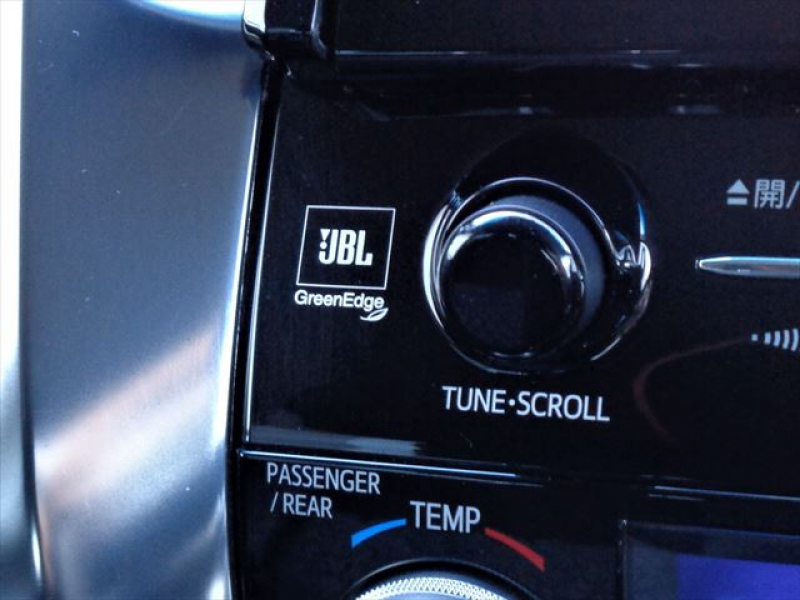 JBL
GreenEdge
TUNE・SCROLL
開/
PASSENGER
/ REAR
TEMP